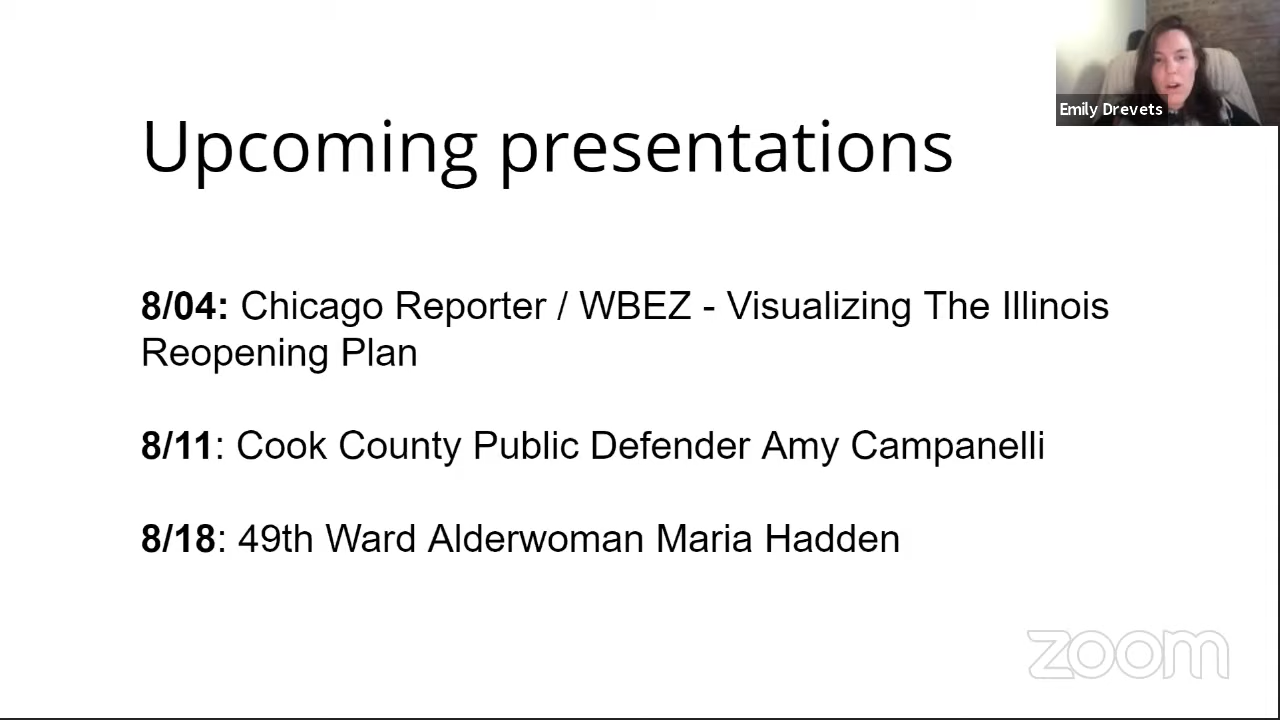 Emily Drevets
Upcoming presentations
8/04: Chicago Reporter / WBEZ - Visualizing The Illinois
Reopening Plan
8/11: Cook County Public Defender Amy Campanelli
8/18: 49th Ward Alderwoman Maria Hadden
zoom